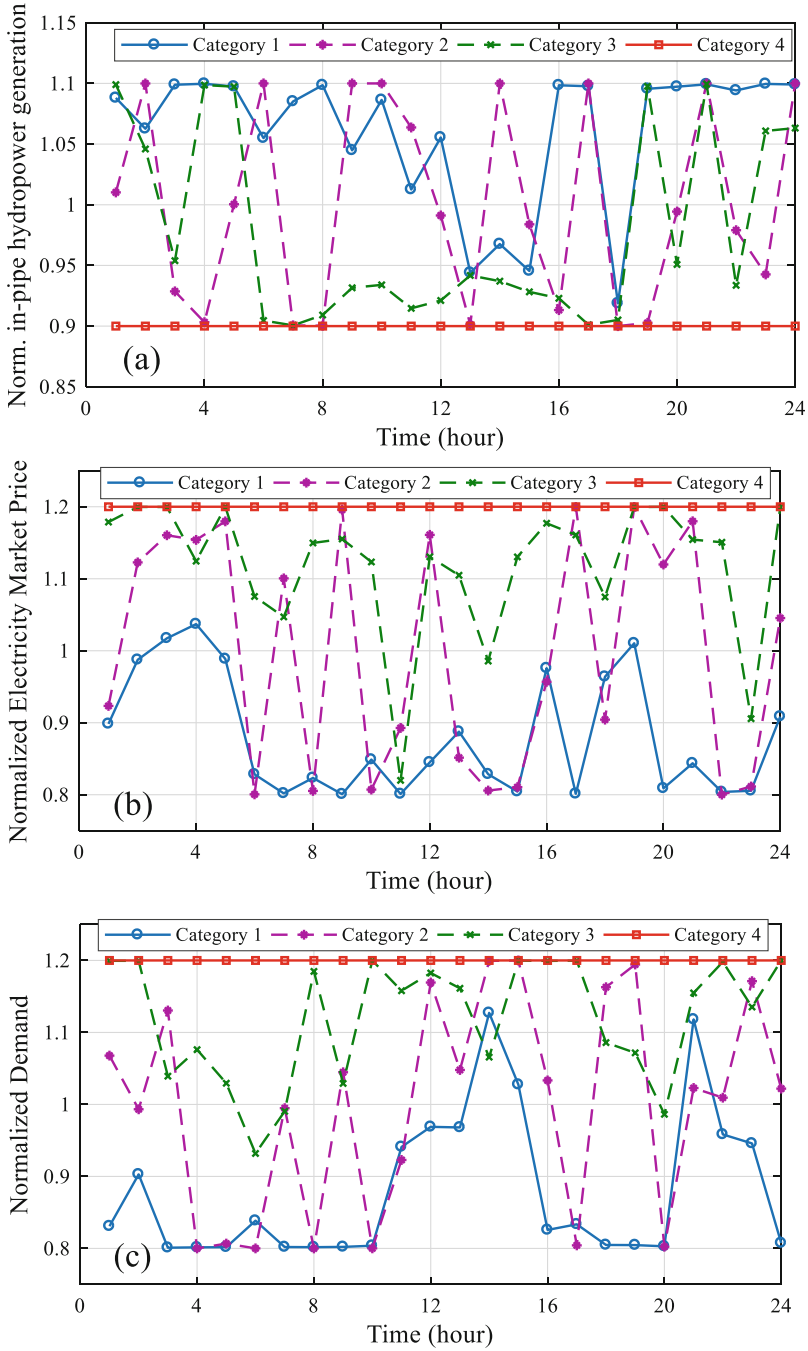 1.15
Category 1 Category 2 Category 3 Category 4
1.1
1.05
1
0.95
0.9
0.85
Norm. in-pipe hydropower generation
(a)
0 4 8 12 16 20 24
Time (hour)
Category 1 Category 2 Category 3 Category 4
1.2
1.1
1
0.9
0.8
Normalized Electricity Market Price
(b)
0 4 8 12 16 20 24
Time (hour)
Category 1 Category 2 Category 3 Category 4
1.2
1.1
1
0.9
0.8
Normalized Demand
(c)
0 4 8 12 16 20 24
Time (hour)